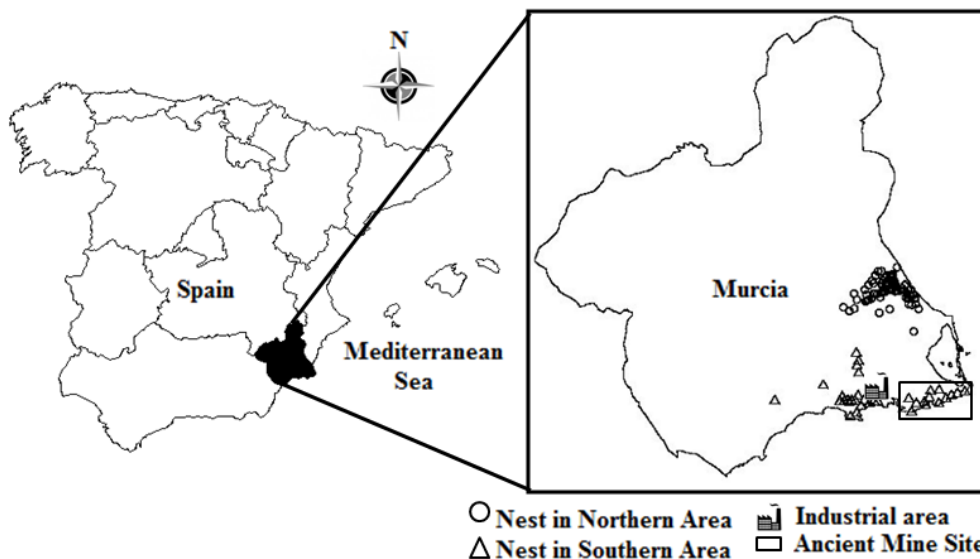 N
Spain
Mediterranean
Sea
Murcia
Nest in Northern Area
Industrial area
Nest in Southern Area
Ancient Mine Site